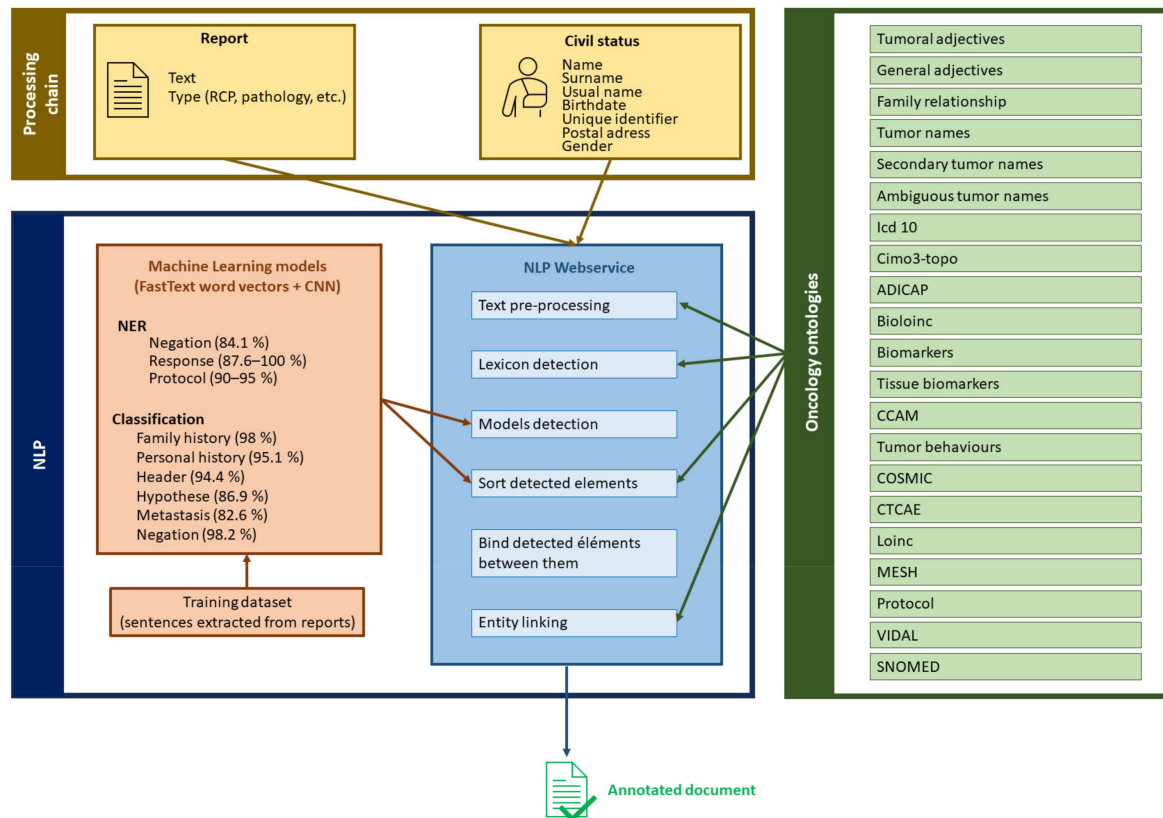 Processing
chain
Report
Text
Type (RCP, pathology, etc.)
Civil status
Name
Surname
Usual name
Birthdate
Unique identifier
Postal adress
Gender
NLP
Machine Learning models
(FastText word vectors + CNN)
NER
Negation (84.1 %)
Response (87.6–100 %)
Protocol (90–95 %)
Classification
Family history (98 %)
Personal history (95.1 %)
Header (94.4 %)
Hypothese (86.9 %)
Metastasis (82.6 %)
Negation (98.2 %)
Training dataset
(sentences extracted from reports)
NLP Webservice
Text pre-processing
Lexicon detection
Models detection
Sort detected elements
Bind detected éléments
between them
Entity linking
Annotated document
Oncology ontologies
Tumoral adjectives
General adjectives
Family relationship
Tumor names
Secondary tumor names
Ambiguous tumor names
Icd 10
Cimo3-topo
ADICAP
Bioloinc
Biomarkers
Tissue biomarkers
CCAM
Tumor behaviours
COSMIC
CTCAE
Loinc
MESH
Protocol
VIDAL
SNOMED